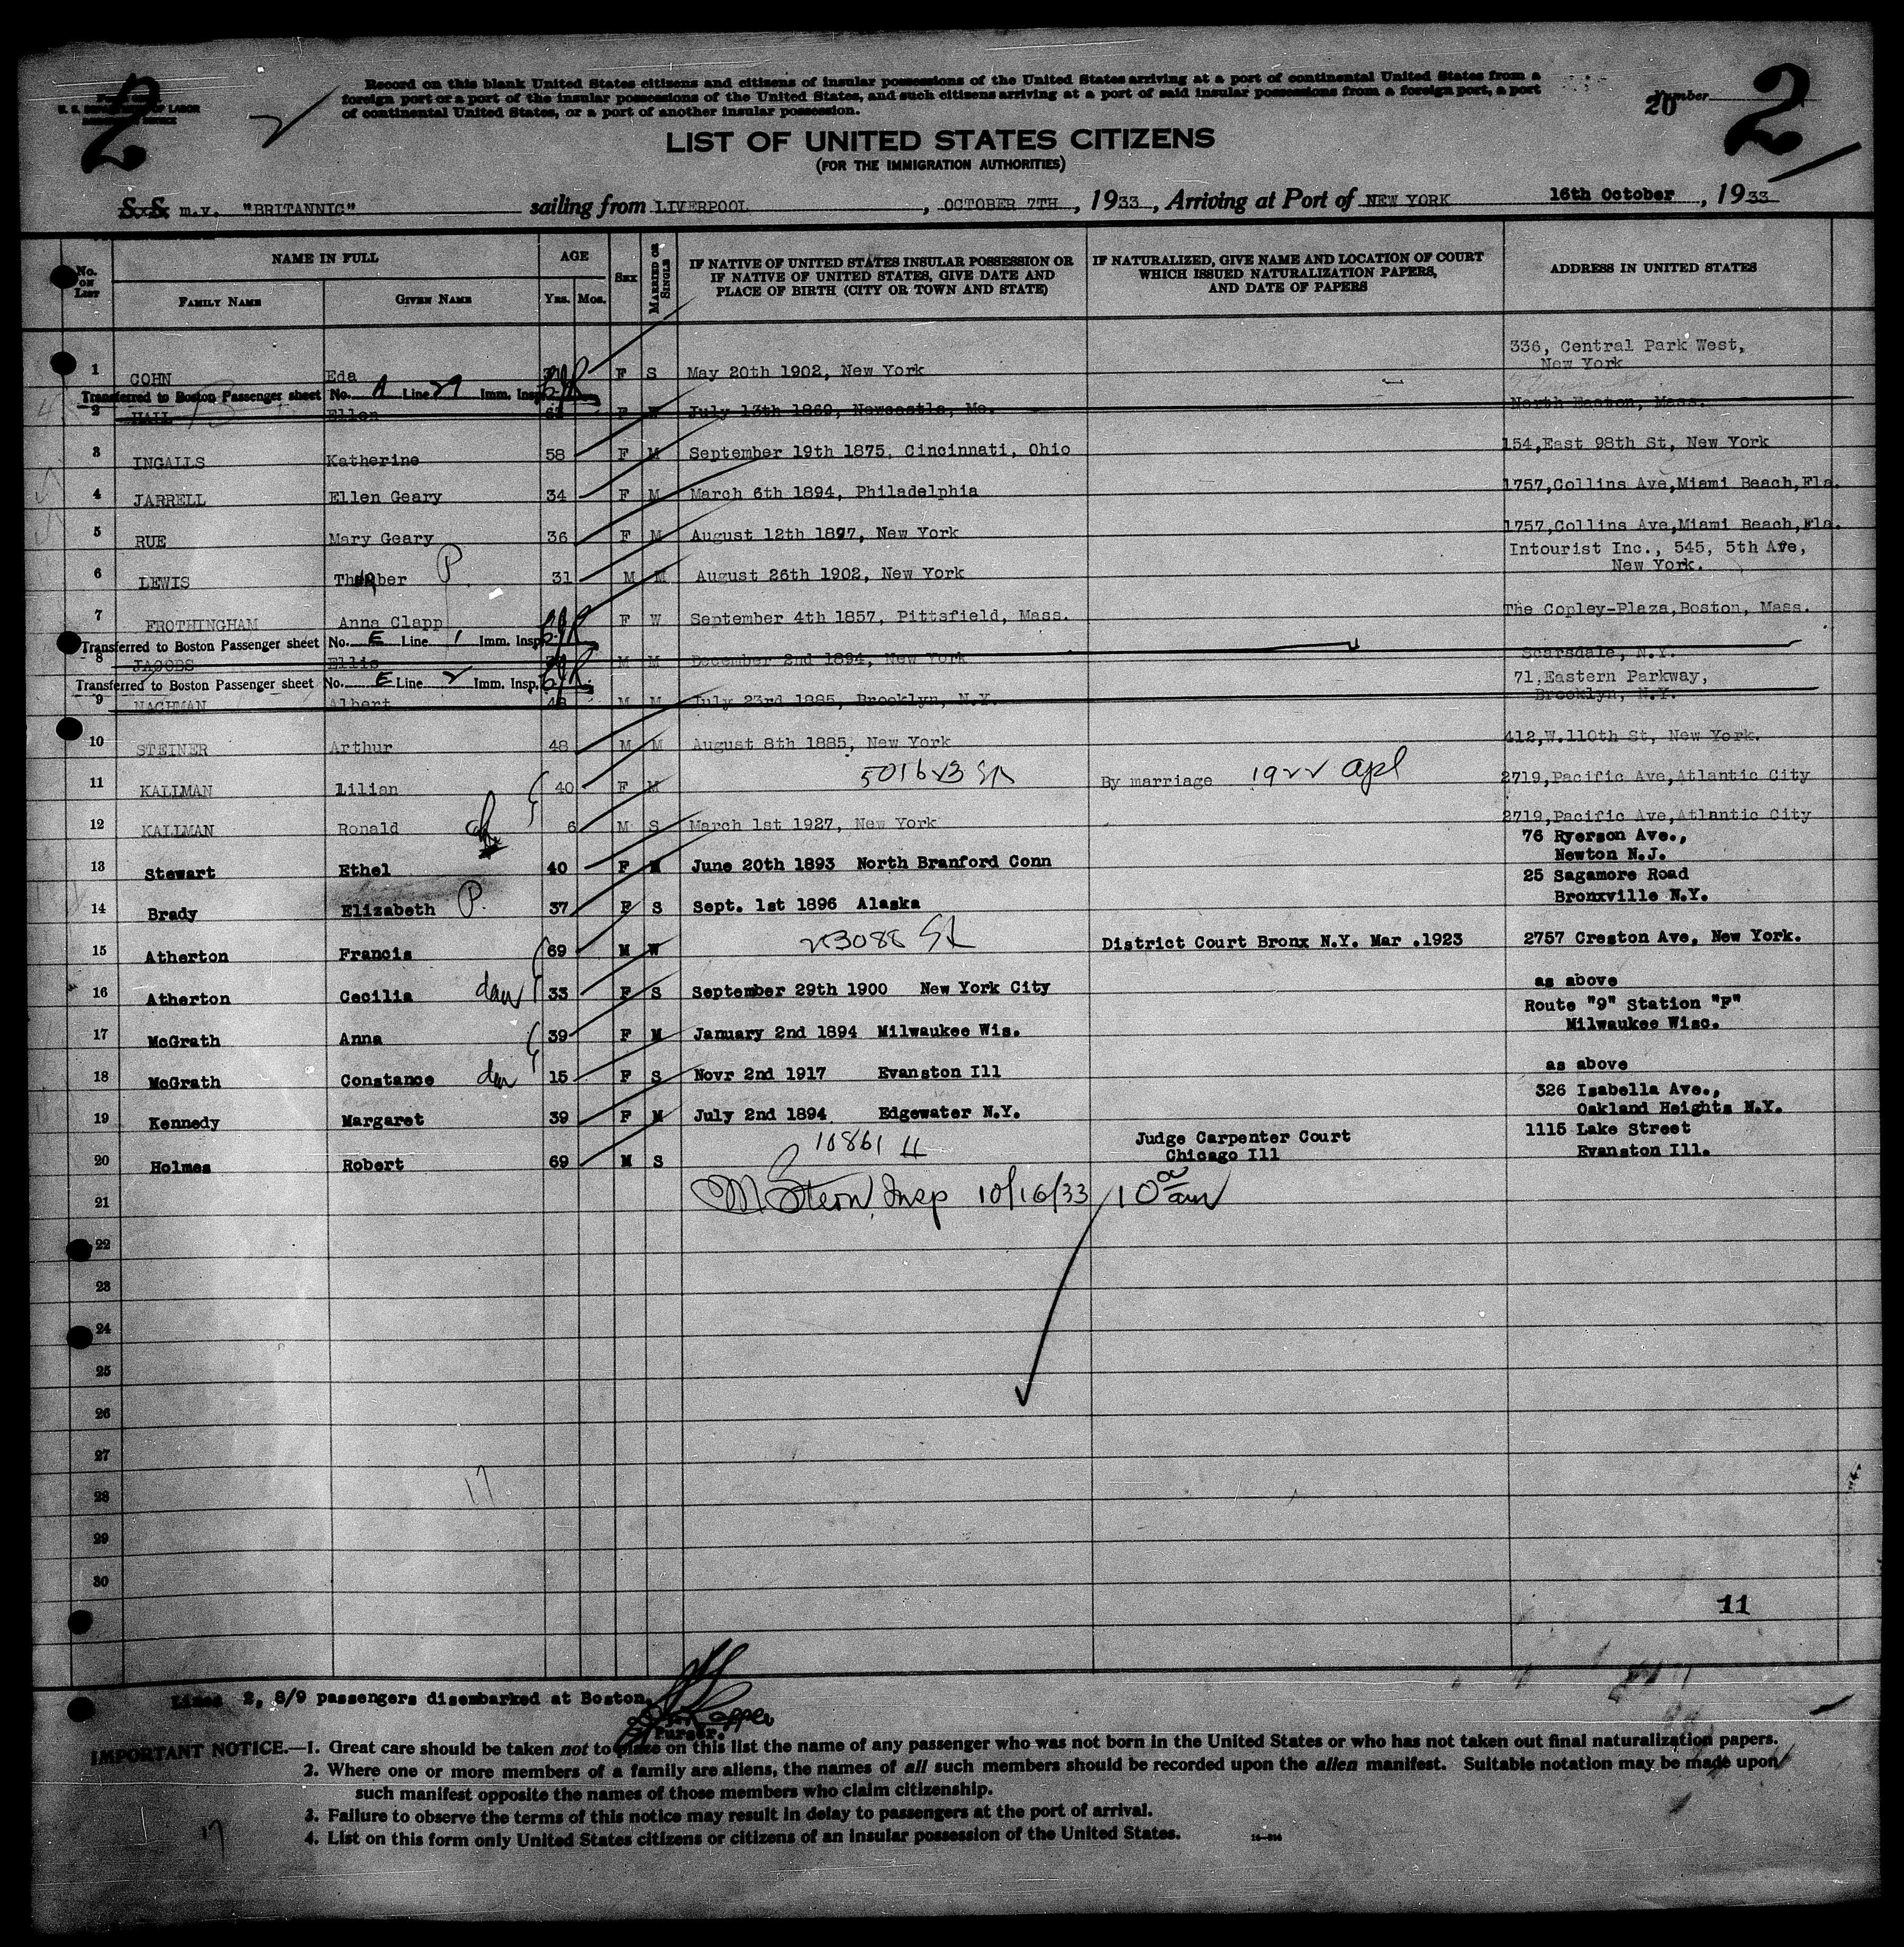 2
U. S. DEPARTMENT OF LABOR
Record on this blank United States citizens and citizens of insular possessions of the United States arriving at a port of continental United States from a
foreign port or a port of the insular possessions of the United States, and such citizens arriving at a port of said insular possessions from a foreign port, a port
of continental United States, or a port of another insular possession.
Number
20
2
LIST OF UNITED STATES CITIZENS
(FOR THE IMMIGRATION AUTHORITIES)
S.S. m.v. "BRITANNIC" sailing from LIVERPOOL, OCTOBER 7TH, 1933, Arriving at Port of NEW YORK 16th October, 1933
No. ON LIST
NAME IN FULL
FAMILY NAME
GIVEN NAME
AGE
YRS. MOS.
SEX
MARRIED OR SINGLE
IF NATIVE OF UNITED STATES INSULAR POSSESSION OR
IF NATIVE OF UNITED STATES, GIVE DATE AND
PLACE OF BIRTH (CITY OR TOWN AND STATE)
IF NATURALIZED, GIVE NAME AND LOCATION OF COURT
WHICH ISSUED NATURALIZATION PAPERS,
AND DATE OF PAPERS
ADDRESS IN UNITED STATES
336, Central Park West,
1 COHN Eda F S May 20th 1902, New York New York
Transferred to Boston Passenger sheet No. A Line 29 Imm. Insp.
2 HALL Ellen F W July 13th 1869, Newcastle, Me. North Easton, Mass.
3 INGALLS Katherine 58 F M September 19th 1875, Cincinnati, Ohio 154,East 98th St, New York
4 JARRELL Ellen Geary 34 F M March 6th 1894, Philadelphia 1757,Collins Ave,Miami Beach,Fla.
5 RUE Mary Geary 36 F M August 12th 1897, New York 1757,Collins Ave,Miami Beach,Fla.
Intourist Inc., 545, 5th Ave,
6 LEWIS P 31 M M August 26th 1902, New York New York.
7 FROTHINGHAM Anna Clapp F W September 4th 1857, Pittsfield, Mass. The Copley-Plaza,Boston, Mass.
Transferred to Boston Passenger sheet No. E Line 1 Imm. Insp.
8 JACOBS Ellis M M December 2nd 1894, New York Scarsdale, N.Y.
Transferred to Boston Passenger sheet No. E Line 2 Imm. Insp.
71,Eastern Parkway,
9 NACHMAN Albert 48 M M July 23rd 1885, Brooklyn, N.Y. Brooklyn, N.Y.
10 STEINER Arthur 48 M M August 8th 1885, New York 412,W.110th St, New York.
11 KALLMAN Lilian 40 F M By marriage 1922 apl 2719,Pacific Ave,Atlantic City
12 KALLMAN Ronald 6 M S March 1st 1927, New York 2719,Pacific Ave,Atlantic City
76 Ryerson Ave.,
13 Stewart Ethel 40 F M June 20th 1893 North Branford Conn Newton N.J.
25 Sagamore Road
14 Brady Elizabeth P. 37 F S Sept. 1st 1896 Alaska Bronxville N.Y.
15 Atherton Francis 69 M W District Court Bronx N.Y. Mar .1923 2757 Creston Ave, New York.
16 Atherton Cecilia dau 33 F S September 29th 1900 New York City as above
Route "9" Station "F"
17 McGrath Anna 39 F M January 2nd 1894 Milwaukee Wis. Milwaukee Wisc.
18 McGrath Constance dau 15 F S Novr 2nd 1917 Evanston Ill as above
326 Isabella Ave.,
19 Kennedy Margaret 39 F M July 2nd 1894 Edgewater N.Y. Oakland Heights N.Y.
20 Holmes Robert 69 M S 10861 Judge Carpenter Court 1115 Lake Street
Chicago Ill Evanston Ill.
21 M Stern, Insp 10/16/33 10 00 am
22
23
24
25
26
27
28
29
30
17
11
Lines 2, 8/9 passengers disembarked at Boston.
Purser.
IMPORTANT NOTICE.—1. Great care should be taken not to place on this list the name of any passenger who was not born in the United States or who has not taken out final naturalization papers.
2. Where one or more members of a family are aliens, the names of all such members should be recorded upon the alien manifest. Suitable notation may be made upon
such manifest opposite the names of those members who claim citizenship.
3. Failure to observe the terms of this notice may result in delay to passengers at the port of arrival.
4. List on this form only United States citizens or citizens of an insular possession of the United States.
17